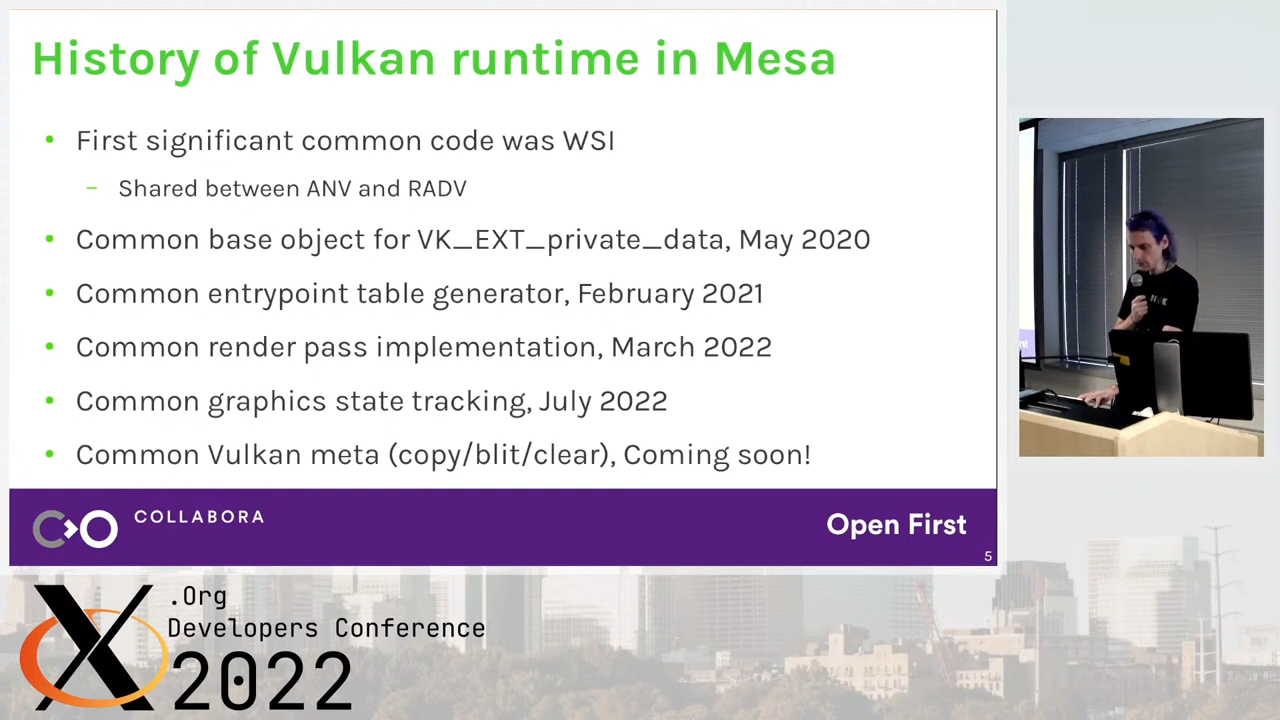 History of Vulkan runtime in Mesa
• First significant common code was WSI
– Shared between ANV and RADV
• Common base object for VK_EXT_private_data, May 2020
• Common entrypoint table generator, February 2021
• Common render pass implementation, March 2022
• Common graphics state tracking, July 2022
• Common Vulkan meta (copy/blit/clear), Coming soon!
COLLABORA
Open First
5
X.Org
Developers Conference
2022